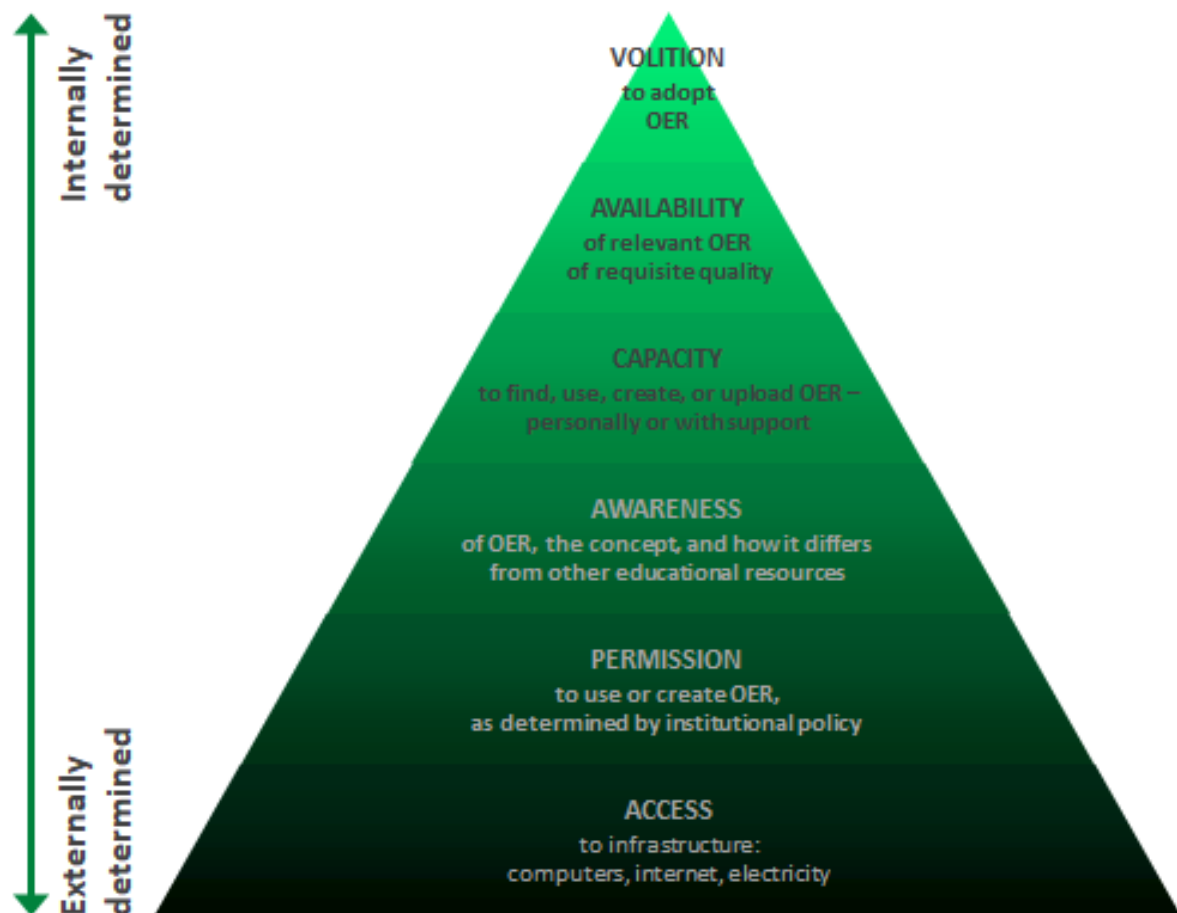 Internally
determined
VOLITION
to adopt
OER
AVAILABILITY
of relevant OER
of requisite quality
CAPACITY
to find, use, create, or upload OER –
personally or with support
AWARENESS
of OER, the concept, and how it differs
from other educational resources
PERMISSION
to use or create OER,
as determined by institutional policy
Externally
determined
ACCESS
to infrastructure:
computers, internet, electricity